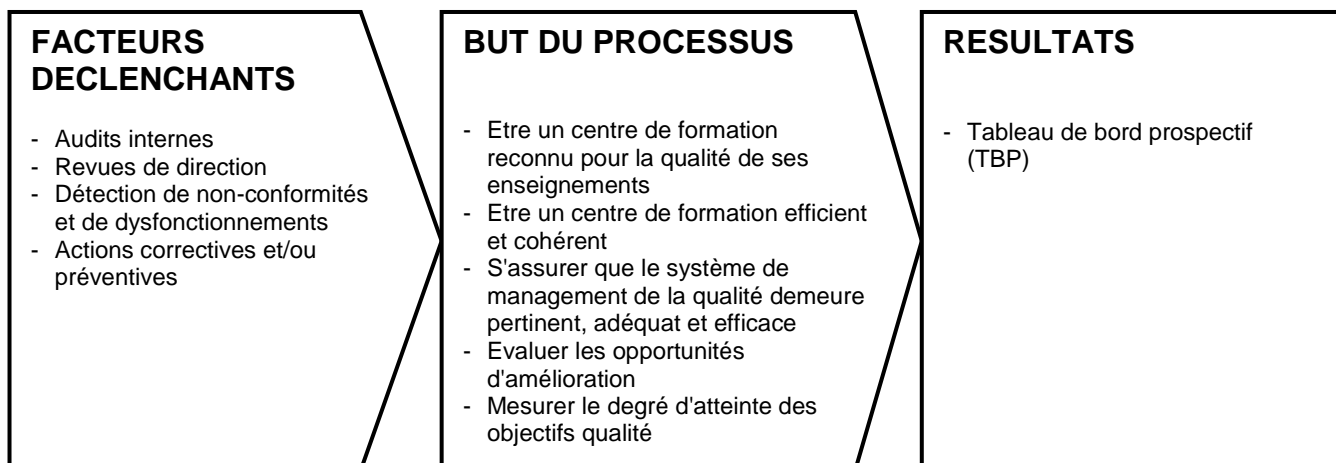 FACTEURS
DECLENCHANTS
- Audits internes
- Revues de direction
- Détection de non-conformités
et de dysfonctionnements
- Actions correctives et/ou
préventives
BUT DU PROCESSUS
- Etre un centre de formation
reconnu pour la qualité de ses
enseignements
- Etre un centre de formation efficient
et cohérent
- S'assurer que le système de
management de la qualité demeure
pertinent, adéquat et efficace
- Evaluer les opportunités
d'amélioration
- Mesurer le degré d'atteinte des
objectifs qualité
RESULTATS
- Tableau de bord prospectif
(TBP)